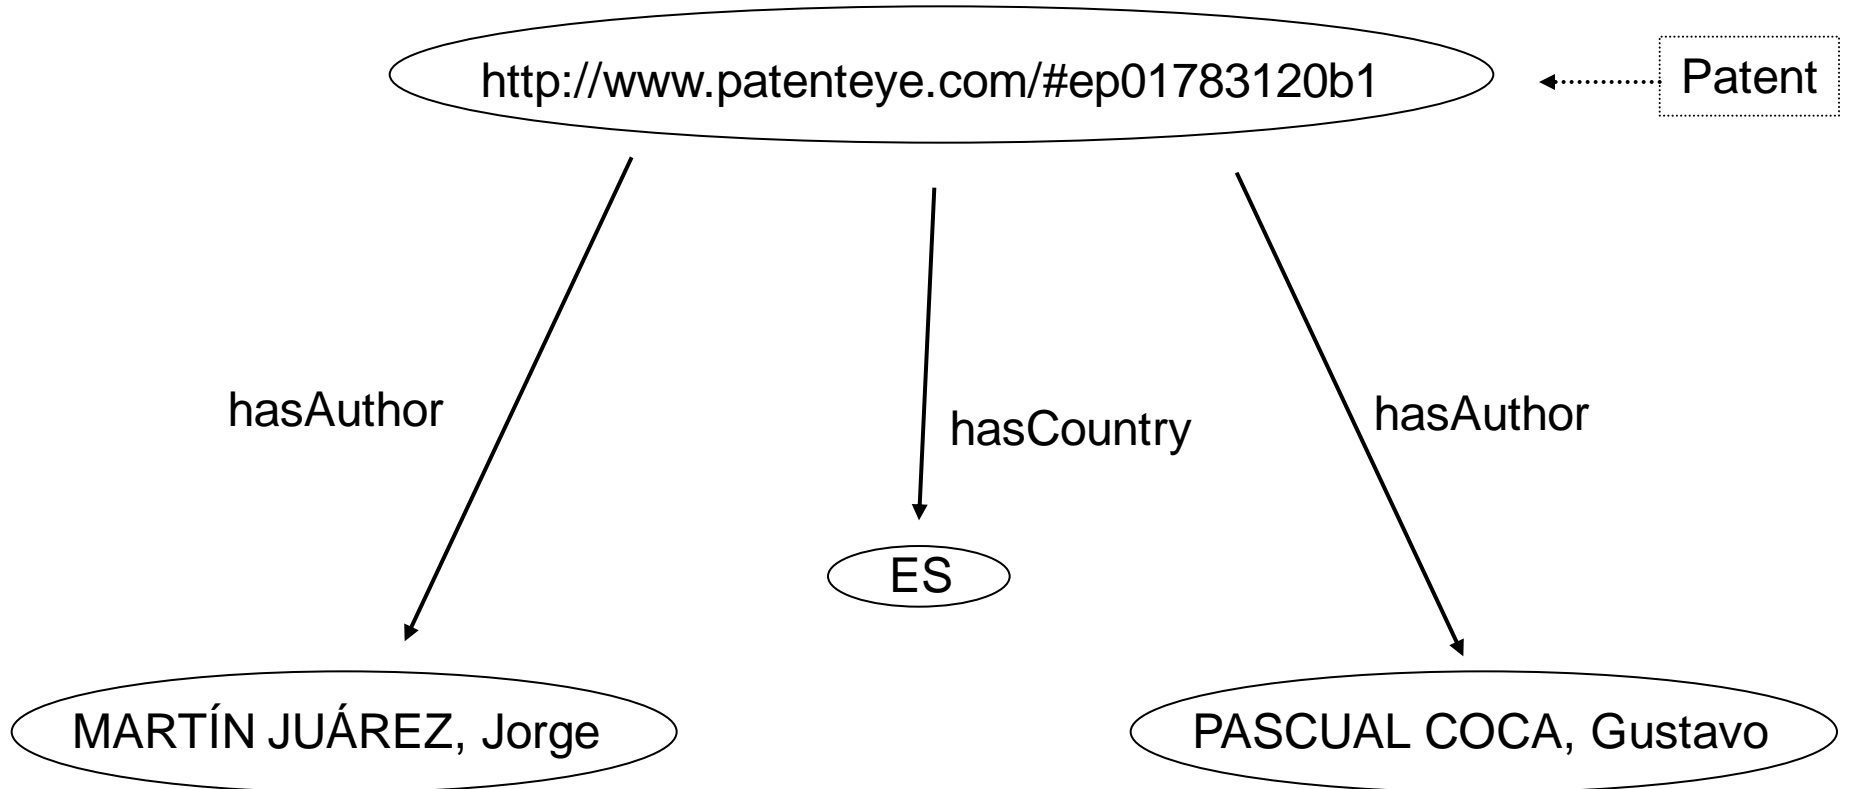 http://www.patenteye.com/#ep01783120b1
Patent
hasAuthor
hasCountry
hasAuthor
ES
MARTÍN JUÁREZ, Jorge
PASCUAL COCA, Gustavo